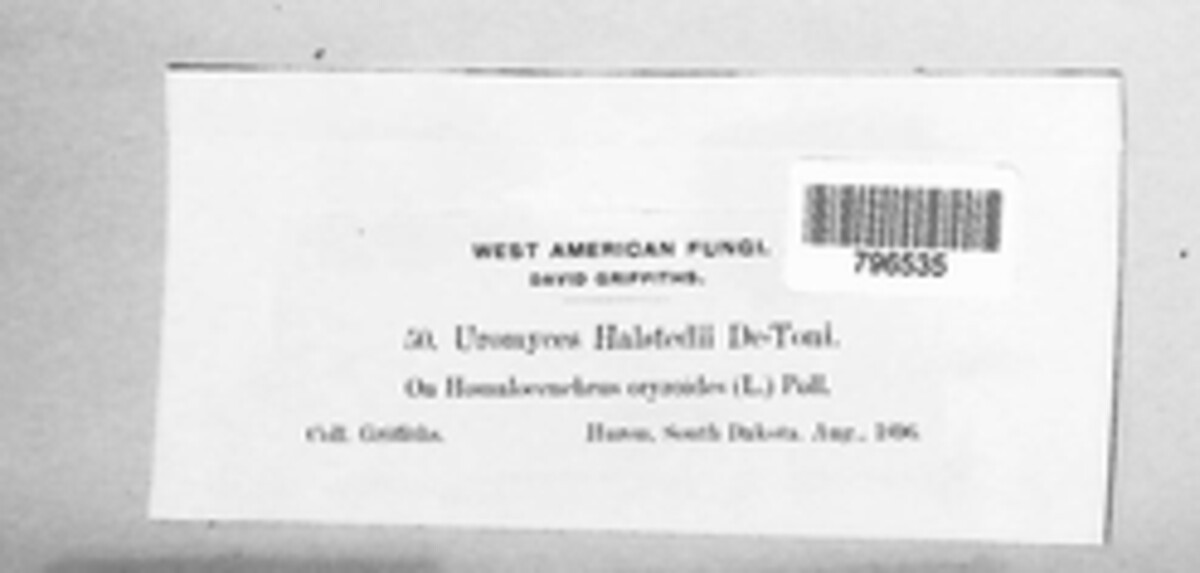 WEST AMERICAN FUNGI.
DAVID GRIFFITHS.
796535
50. Uromyces Halstedii De-Toni.
On Homalocenchrus oryzoides (L.) Poll.
Coll. Griffiths.
Huron, South Dakota. Aug., 1896